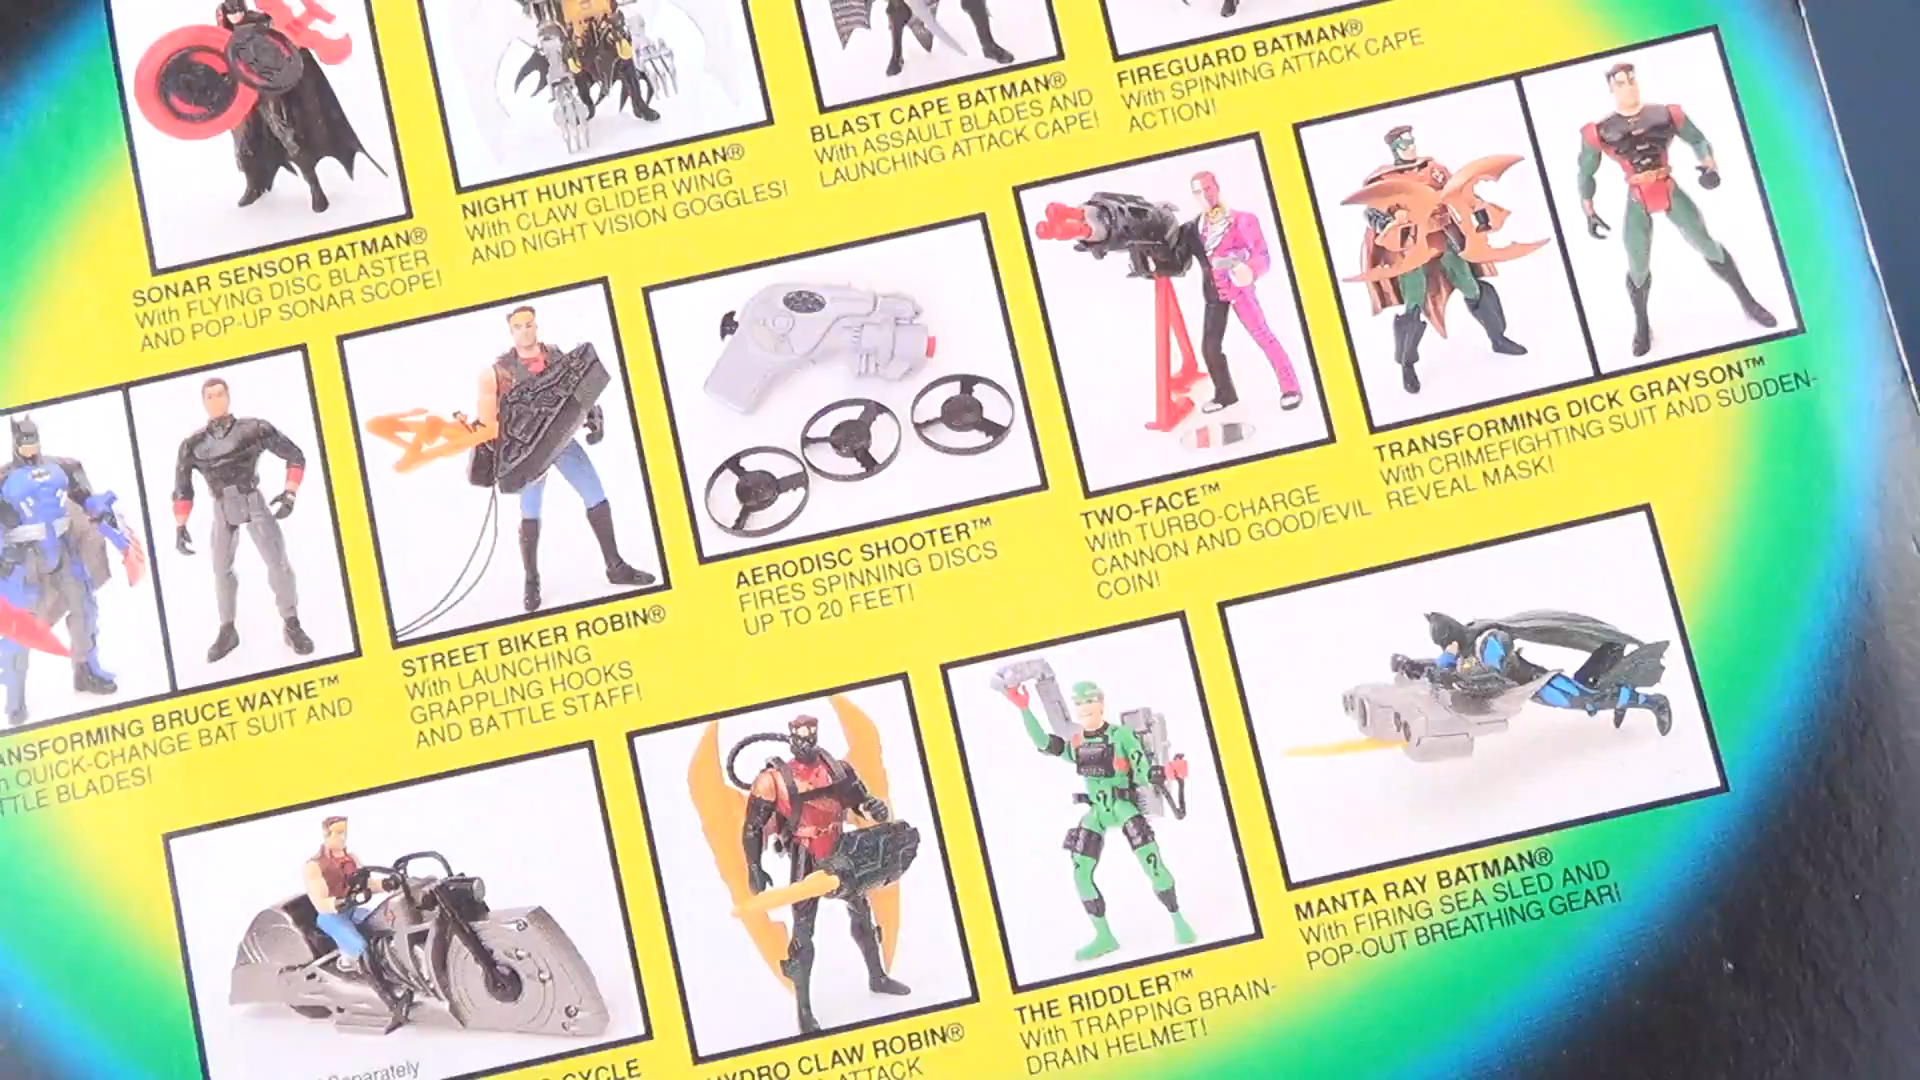 SONAR SENSOR BATMAN®
With FLYING DISC BLASTER
AND POP-UP SONAR SCOPE!
NIGHT HUNTER BATMAN®
With CLAW GLIDER WING
AND NIGHT VISION GOGGLES!
BLAST CAPE BATMAN®
With ASSAULT BLADES AND
LAUNCHING ATTACK CAPE!
FIREGUARD BATMAN®
With SPINNING ATTACK CAPE
ACTION!
ANSFORMING BRUCE WAYNE™
QUICK-CHANGE BAT SUIT AND
TTLE BLADES!
STREET BIKER ROBIN®
With LAUNCHING
GRAPPLING HOOKS
AND BATTLE STAFF!
AERODISC SHOOTER™
FIRES SPINNING DISCS
UP TO 20 FEET!
TWO-FACE™
With TURBO-CHARGE
CANNON AND GOOD/EVIL
COIN!
TRANSFORMING DICK GRAYSON™
With CRIMEFIGHTING SUIT AND SUDDEN-
REVEAL MASK!
Separately
CYCLE
HYDRO CLAW ROBIN®
ATTACK
THE RIDDLER™
With TRAPPING BRAIN-
DRAIN HELMET!
MANTA RAY BATMAN®
With FIRING SEA SLED AND
POP-OUT BREATHING GEAR!